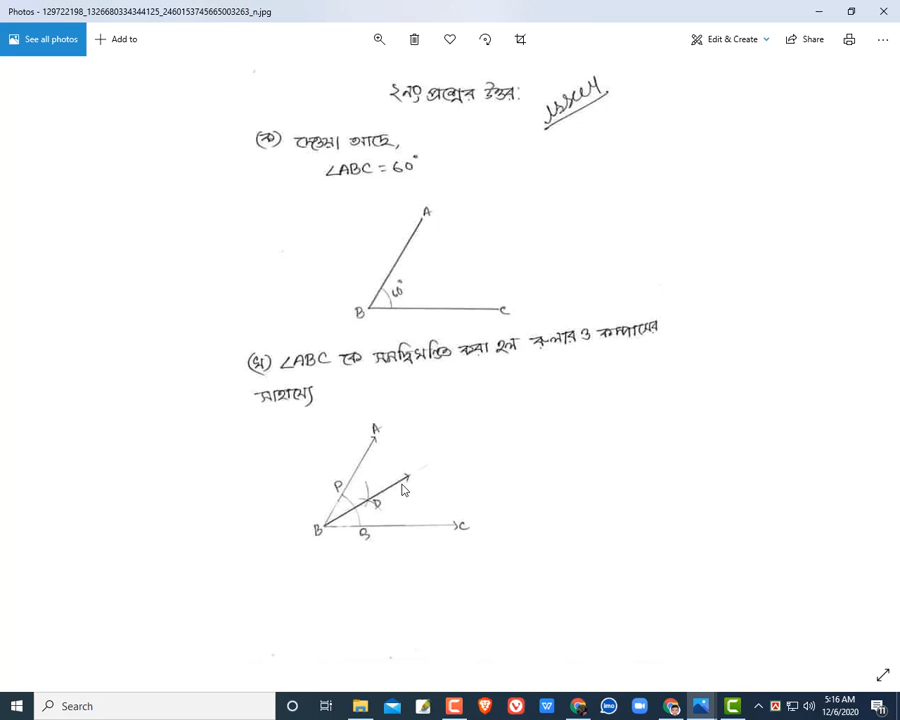 Photos - 129722198_1326680334344125_2460153745665003263_n.jpg
See all photos
Add to
Edit & Create
Share
২নং প্রশ্নের উত্তর:
(ক) দেওয়া আছে,
∠ABC = 60°
A
60°
B
C
(খ) ∠ABC কে সমদ্বিখণ্ডিত করা হল রুলার ও কম্পাসের
সাহায্যে
A
P
D
B
C
Search
5:16 AM
12/6/2020